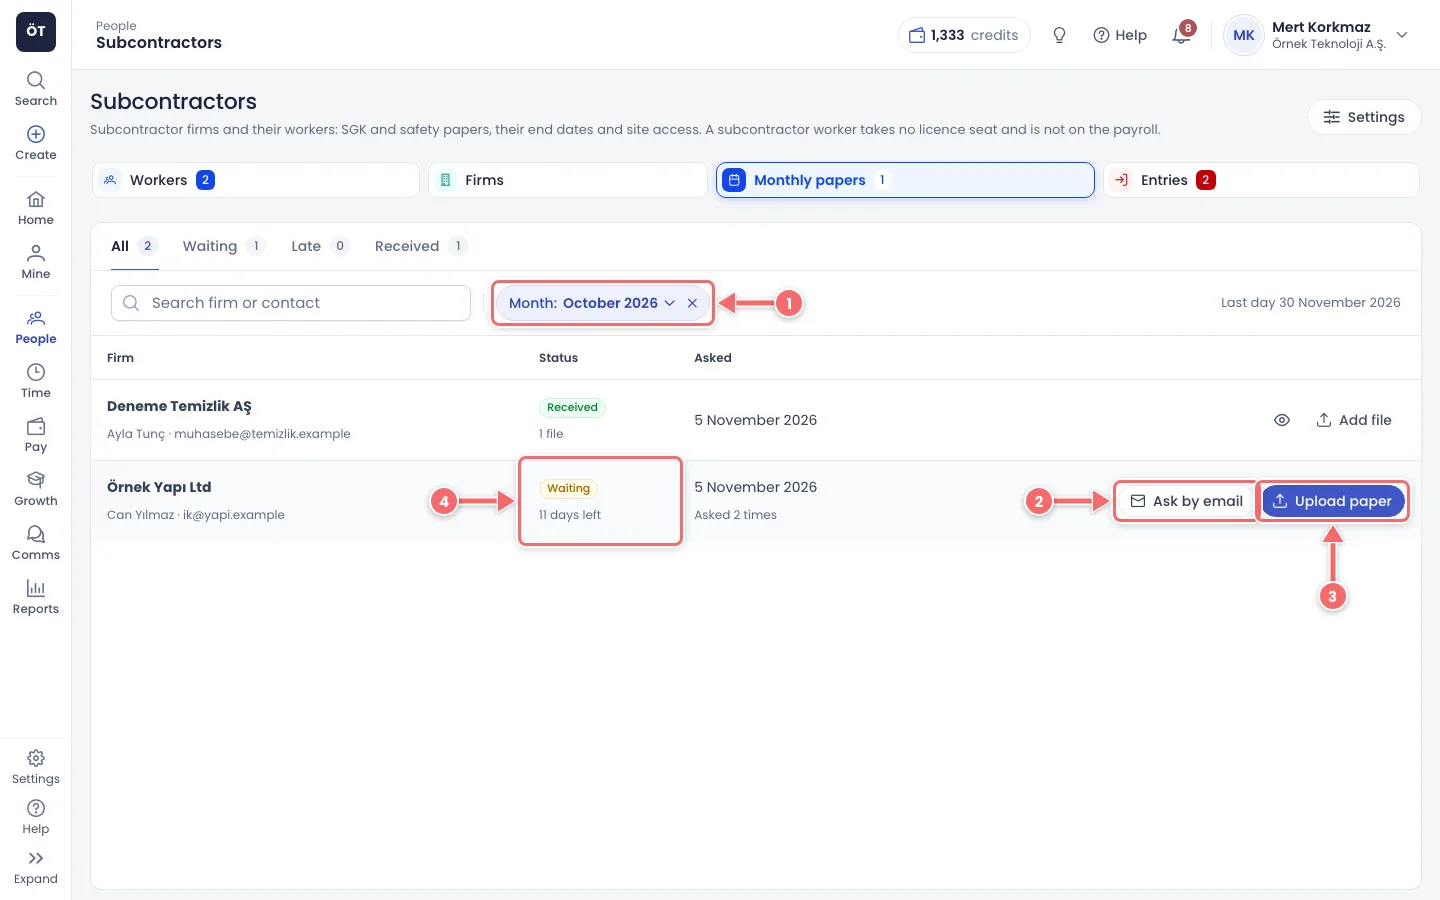 ÖT
Search
Create
Home
Mine
People
Time
Pay
Growth
Comms
Reports
Settings
Help
Expand
People
Subcontractors
1,333 credits
Help
8
MK
Mert Korkmaz
Örnek Teknoloji A.Ş.
Subcontractors
Subcontractor firms and their workers: SGK and safety papers, their end dates and site access. A subcontractor worker takes no licence seat and is not on the payroll.
Settings
Workers 2
Firms
Monthly papers 1
Entries 2
All 2
Waiting 1
Late 0
Received 1
Search firm or contact
Month: October 2026
1
Last day 30 November 2026
Firm
Status
Asked
Deneme Temizlik AŞ
Ayla Tunç · muhasebe@temizlik.example
Received
1 file
5 November 2026
Add file
Örnek Yapı Ltd
Can Yılmaz · ik@yapi.example
4
Waiting
11 days left
5 November 2026
Asked 2 times
2
Ask by email
Upload paper
3